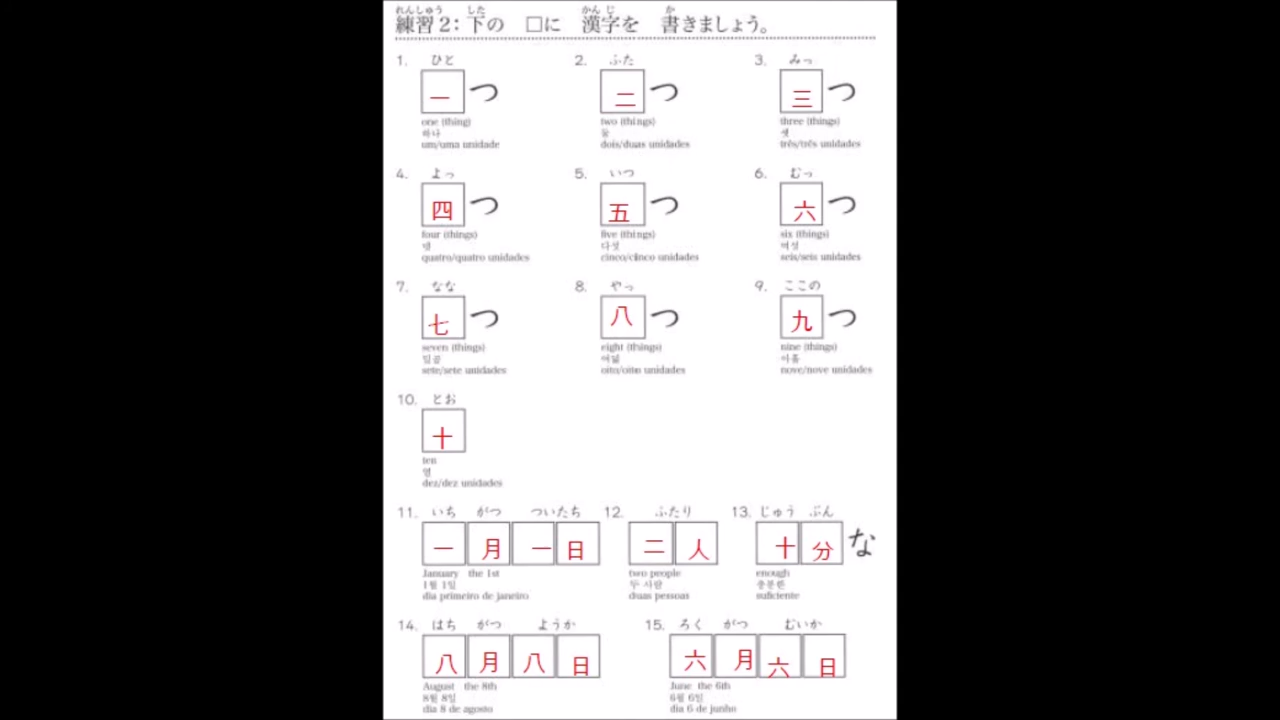 れんしゅう した かんじ か
練習2：下の □に 漢字を 書きましょう。
1. ひと 2. ふた 3. みっ
一つ 二つ 三つ
one (thing) two (things) three (things)
하나 둘 셋
um/uma unidade dois/duas unidades três/três unidades
4. よっ 5. いつ 6. むっ
四つ 五つ 六つ
four (things) five (things) six (things)
넷 다섯 여섯
quatro/quatro unidades cinco/cinco unidades seis/seis unidades
7. なな 8. やっ 9. ここの
七つ 八つ 九つ
seven (things) eight (things) nine (things)
일곱 여덟 아홉
sete/sete unidades oito/oito unidades nove/nove unidades
10. とお
十
ten
열
dez/dez unidades
11. いち がつ ついたち 12. ふたり 13. じゅう ぶん
一月一日 二人 十分な
January the 1st two people enough
1월 1일 두 사람 충분한
dia primeiro de janeiro duas pessoas suficiente
14. はち がつ ようか 15. ろく がつ むいか
八月八日 六月六日
August the 8th June the 6th
8월 8일 6월 6일
dia 8 de agosto dia 6 de junho